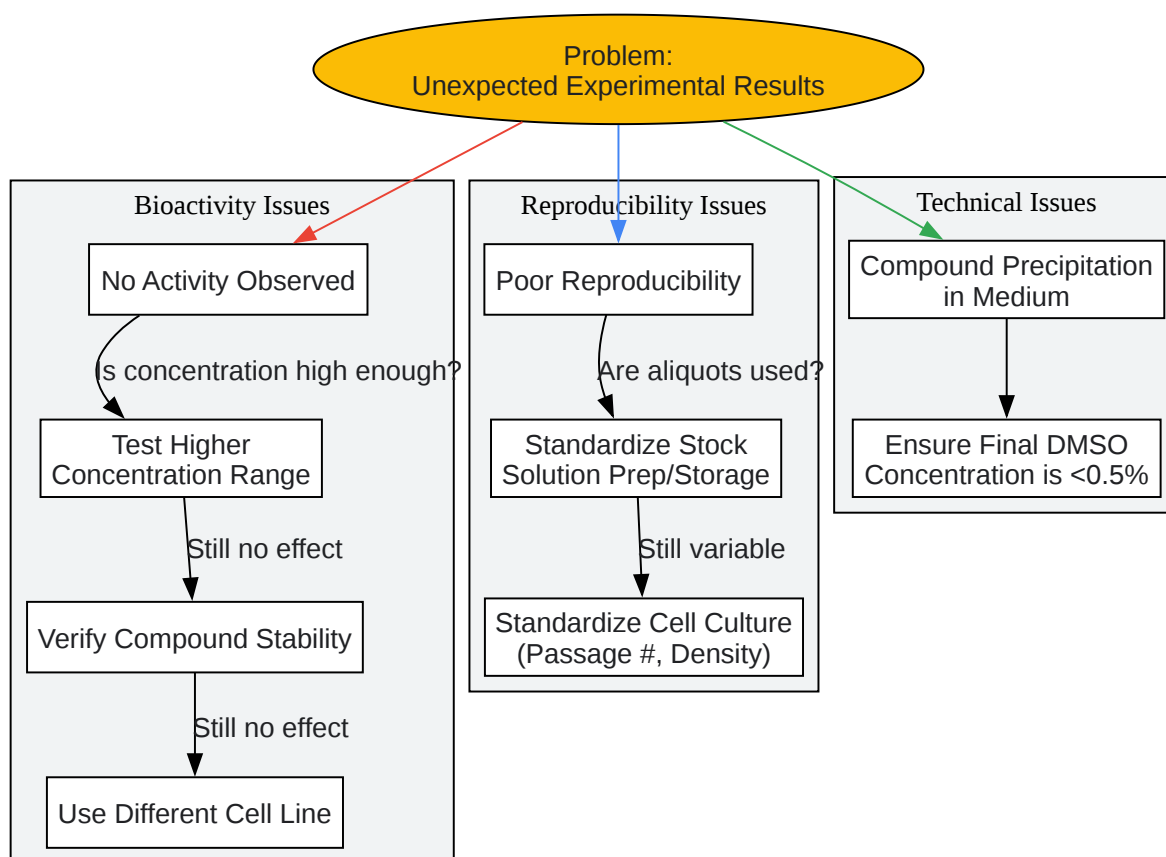 Problem:
Unexpected Experimental Results
Bioactivity Issues
No Activity Observed
Is concentration high enough?
Test Higher
Concentration Range
Still no effect
Verify Compound Stability
Still no effect
Use Different Cell Line
Reproducibility Issues
Poor Reproducibility
Are aliquots used?
Standardize Stock
Solution Prep/Storage
Still variable
Standardize Cell Culture
(Passage #, Density)
Technical Issues
Compound Precipitation
in Medium
Ensure Final DMSO
Concentration is <0.5%